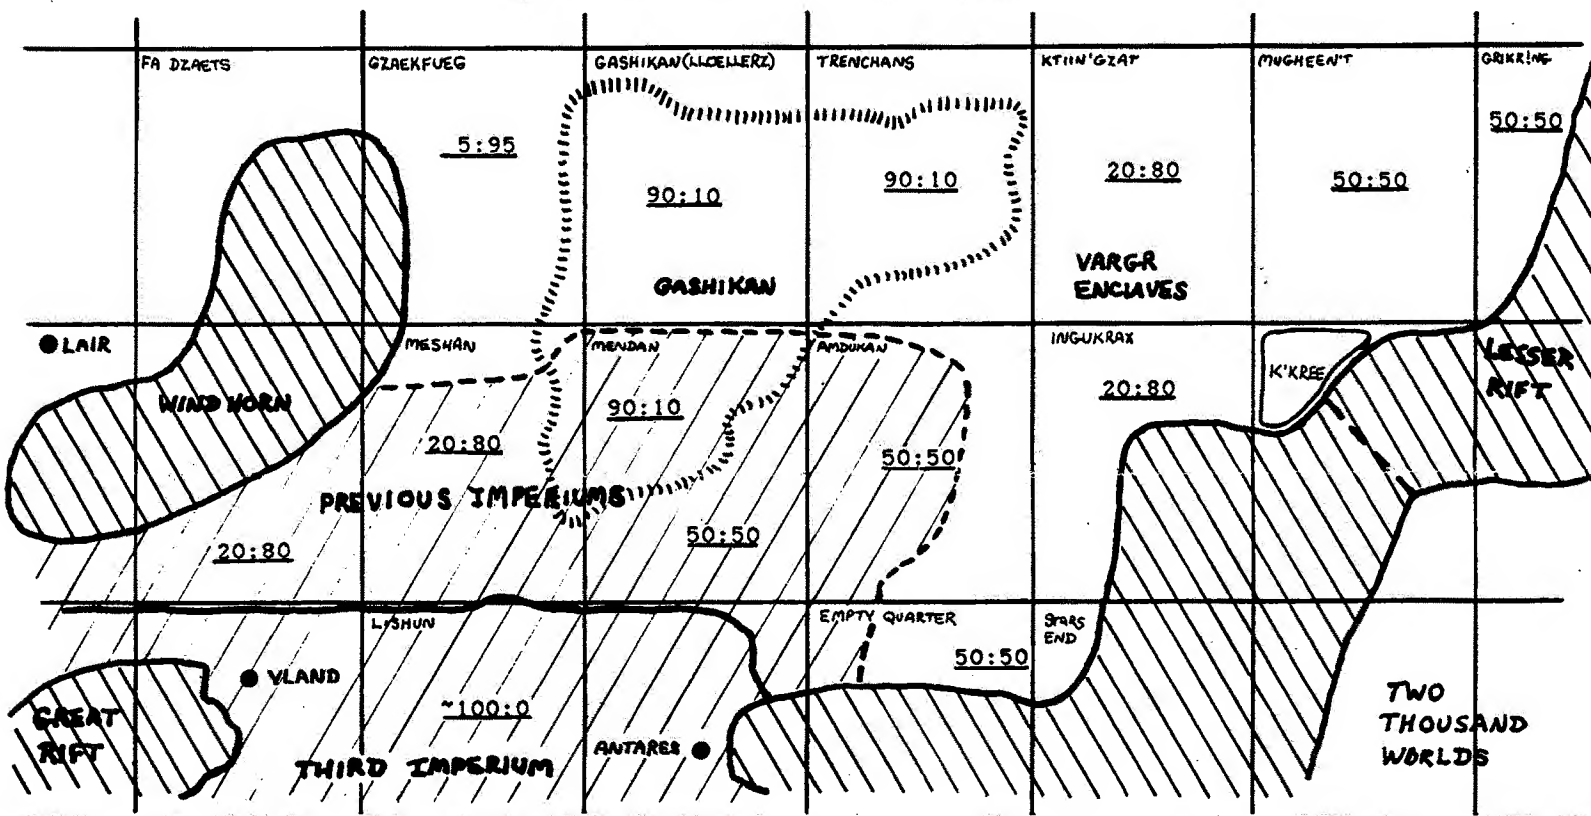 FA DZAETS
GZAEKFUEG
GASHIKAN (LLOELLERZ)
TRENCHANS
KTIIN'GZAT
MUGHEEN'T
GRIKR!NG
5:95
90:10
90:10
20:80
50:50
50:50
GASHIKAN
VARGR
ENCLAVES
LAIR
MESHAN
MENDAN
AMDUKAN
INGUKRAX
K'KREE
LESSER
RIFT
WINDHORN
20:80
90:10
50:50
20:80
PREVIOUS IMPERIUMS
20:80
50:50
LISHUN
EMPTY QUARTER
STARS
END
50:50
VLAND
~100:0
GREAT
RIFT
ANTARES
THIRD IMPERIUM
TWO
THOUSAND
WORLDS